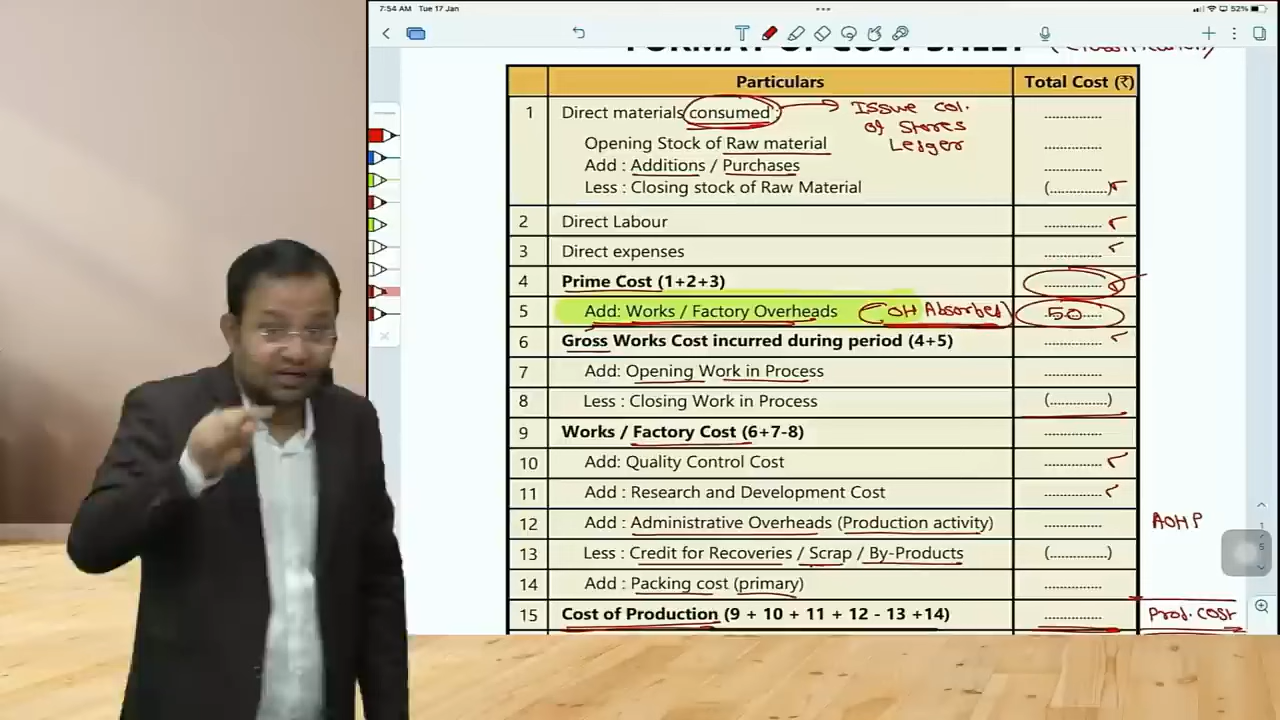 7:54 AM Tue 17 Jan
52%
FORMAT OF COST SHEET (Classification)
Particulars Total Cost (₹)
1 Direct materials consumed : → Issue Col. of Stores Ledger ..............
Opening Stock of Raw material ..............
Add : Additions / Purchases ..............
Less : Closing stock of Raw Material (..............)
2 Direct Labour ..............
3 Direct expenses ..............
4 Prime Cost (1+2+3) ..............
5 Add: Works / Factory Overheads (OH Absorbed) 50
6 Gross Works Cost incurred during period (4+5) ..............
7 Add: Opening Work in Process ..............
8 Less : Closing Work in Process (..............)
9 Works / Factory Cost (6+7-8) ..............
10 Add: Quality Control Cost ..............
11 Add : Research and Development Cost ..............
12 Add : Administrative Overheads (Production activity) .............. AOHP
13 Less : Credit for Recoveries / Scrap / By-Products (..............)
14 Add : Packing cost (primary) ..............
15 Cost of Production (9 + 10 + 11 + 12 - 13 +14) .............. Prod. Cost